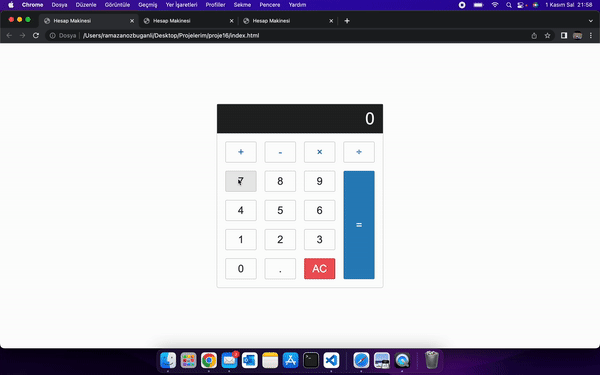 Chrome Dosya Düzenle Görüntüle Geçmiş Yer İşaretleri Profiller Sekme Pencere Yardım 1 Kasım Sal 21:58
Hesap Makinesi Hesap Makinesi Hesap Makinesi
Dosya | /Users/ramazanozbuganli/Desktop/Projelerim/proje16/index.html
0
+ - × ÷
7 8 9
4 5 6 =
1 2 3
0 . AC